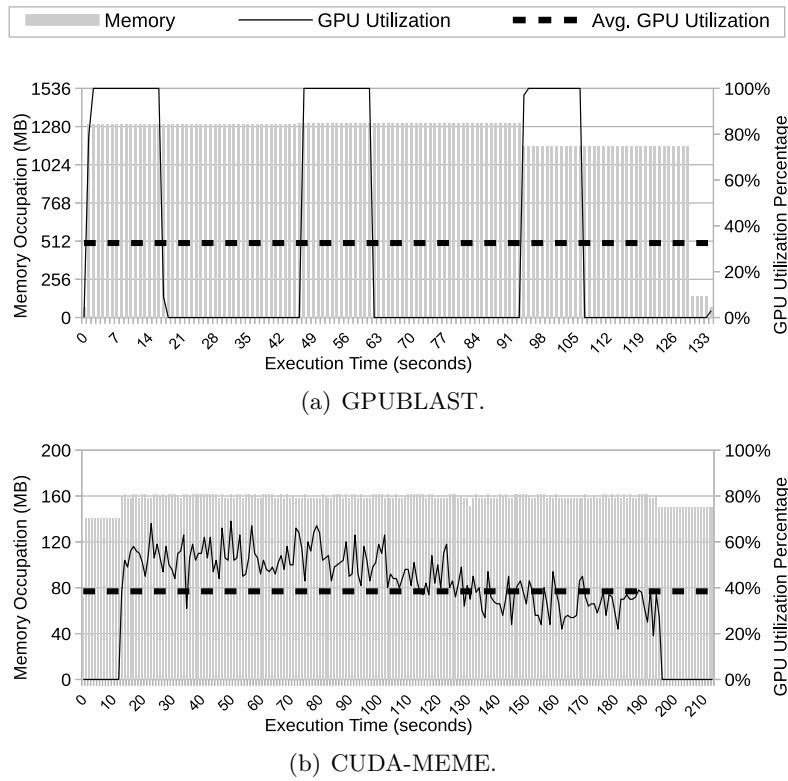 Memory GPU Utilization Avg. GPU Utilization
1536 100%
1280 80%
1024
60%
768
40%
512
256 20%
0 0%
Memory Occupation (MB)
GPU Utilization Percentage
0 7 14 21 28 35 42 49 56 63 70 77 84 91 98 105 112 119 126 133
Execution Time (seconds)
(a) GPUBLAST.
200 100%
160 80%
120 60%
80 40%
40 20%
0 0%
Memory Occupation (MB)
GPU Utilization Percentage
0 10 20 30 40 50 60 70 80 90 100 110 120 130 140 150 160 170 180 190 200 210
Execution Time (seconds)
(b) CUDA-MEME.